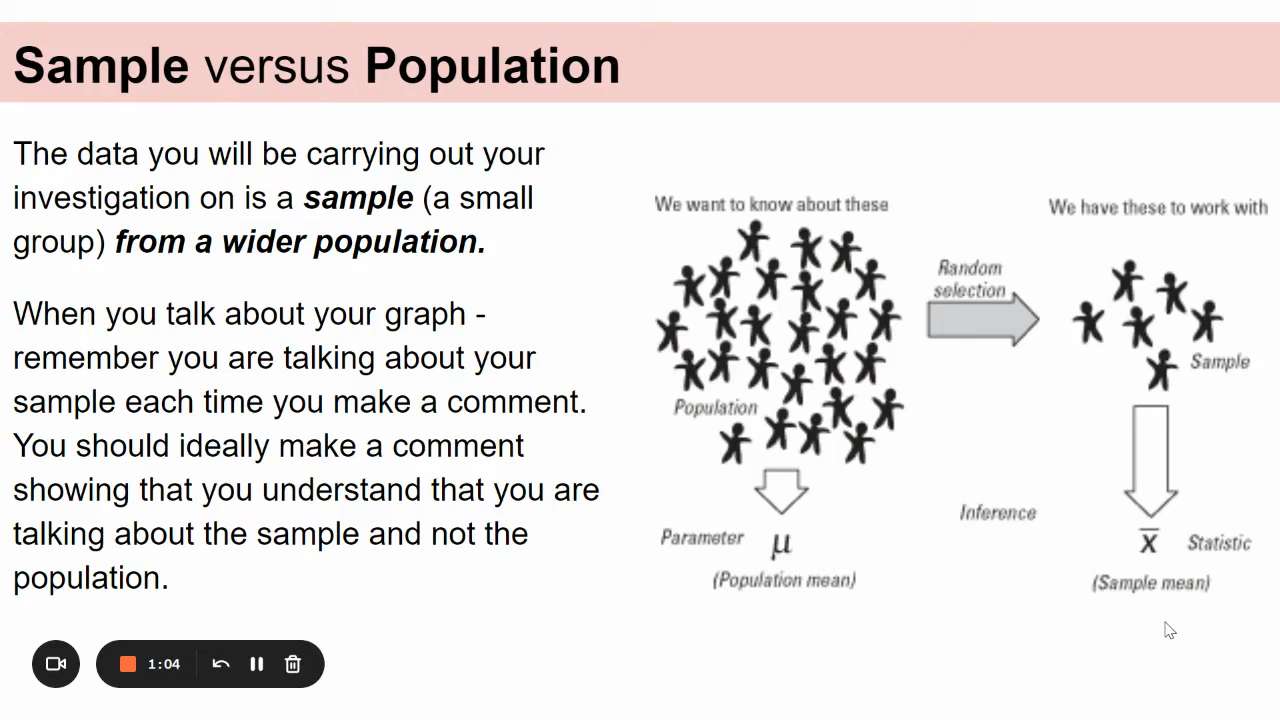 Sample versus Population
The data you will be carrying out your
investigation on is a sample (a small
group) from a wider population.
When you talk about your graph -
remember you are talking about your
sample each time you make a comment.
You should ideally make a comment
showing that you understand that you are
talking about the sample and not the
population.
We want to know about these
We have these to work with
Random
selection
Sample
Population
Inference
Parameter μ
(Population mean)
x̄ Statistic
(Sample mean)
1:04